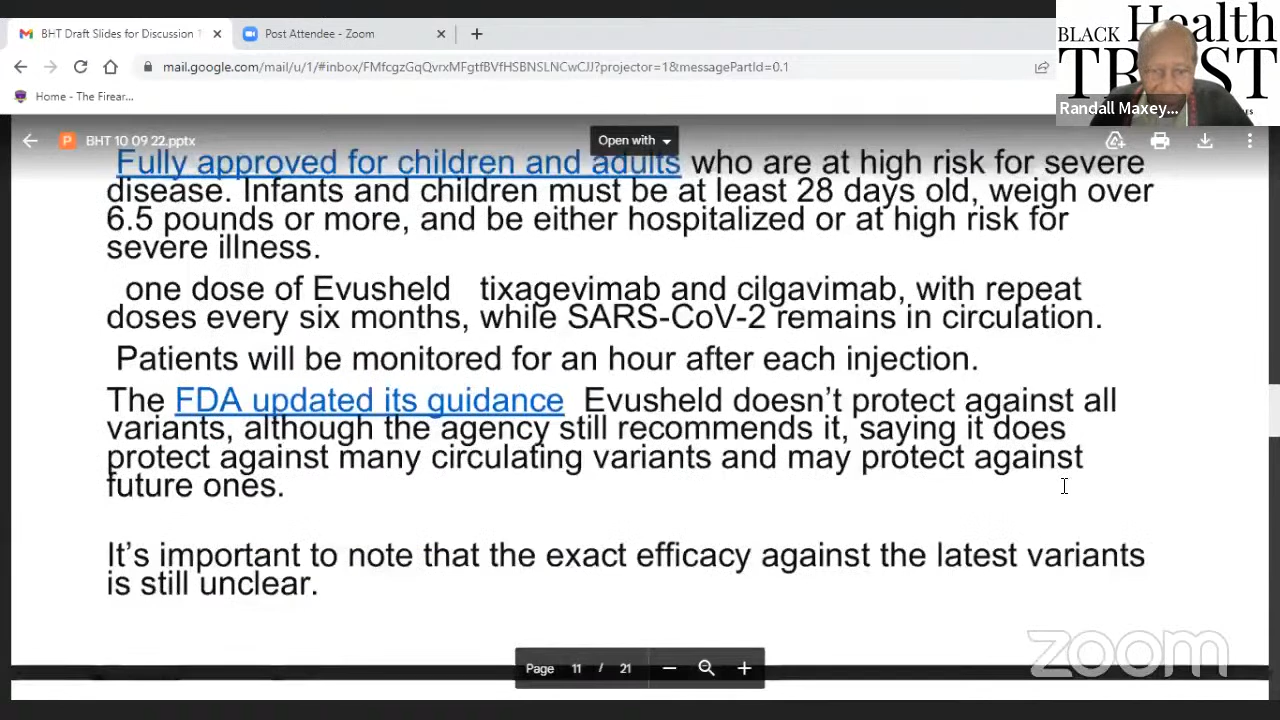 BHT Draft Slides for Discussion
Post Attendee - Zoom
mail.google.com/mail/u/1/#inbox/FMfcgzGqQvrxMFgtfBVfHSBNSLNCwCJJ?projector=1&messagePartId=0.1
Home - The Firear...
BLACK Health
TRUST
Randall Maxey...
BHT 10 09 22.pptx
Open with
Fully approved for children and adults who are at high risk for severe
disease. Infants and children must be at least 28 days old, weigh over
6.5 pounds or more, and be either hospitalized or at high risk for
severe illness.
one dose of Evusheld tixagevimab and cilgavimab, with repeat
doses every six months, while SARS-CoV-2 remains in circulation.
Patients will be monitored for an hour after each injection.
The FDA updated its guidance Evusheld doesn't protect against all
variants, although the agency still recommends it, saying it does
protect against many circulating variants and may protect against
future ones.
It's important to note that the exact efficacy against the latest variants
is still unclear.
Page 11 / 21
zoom